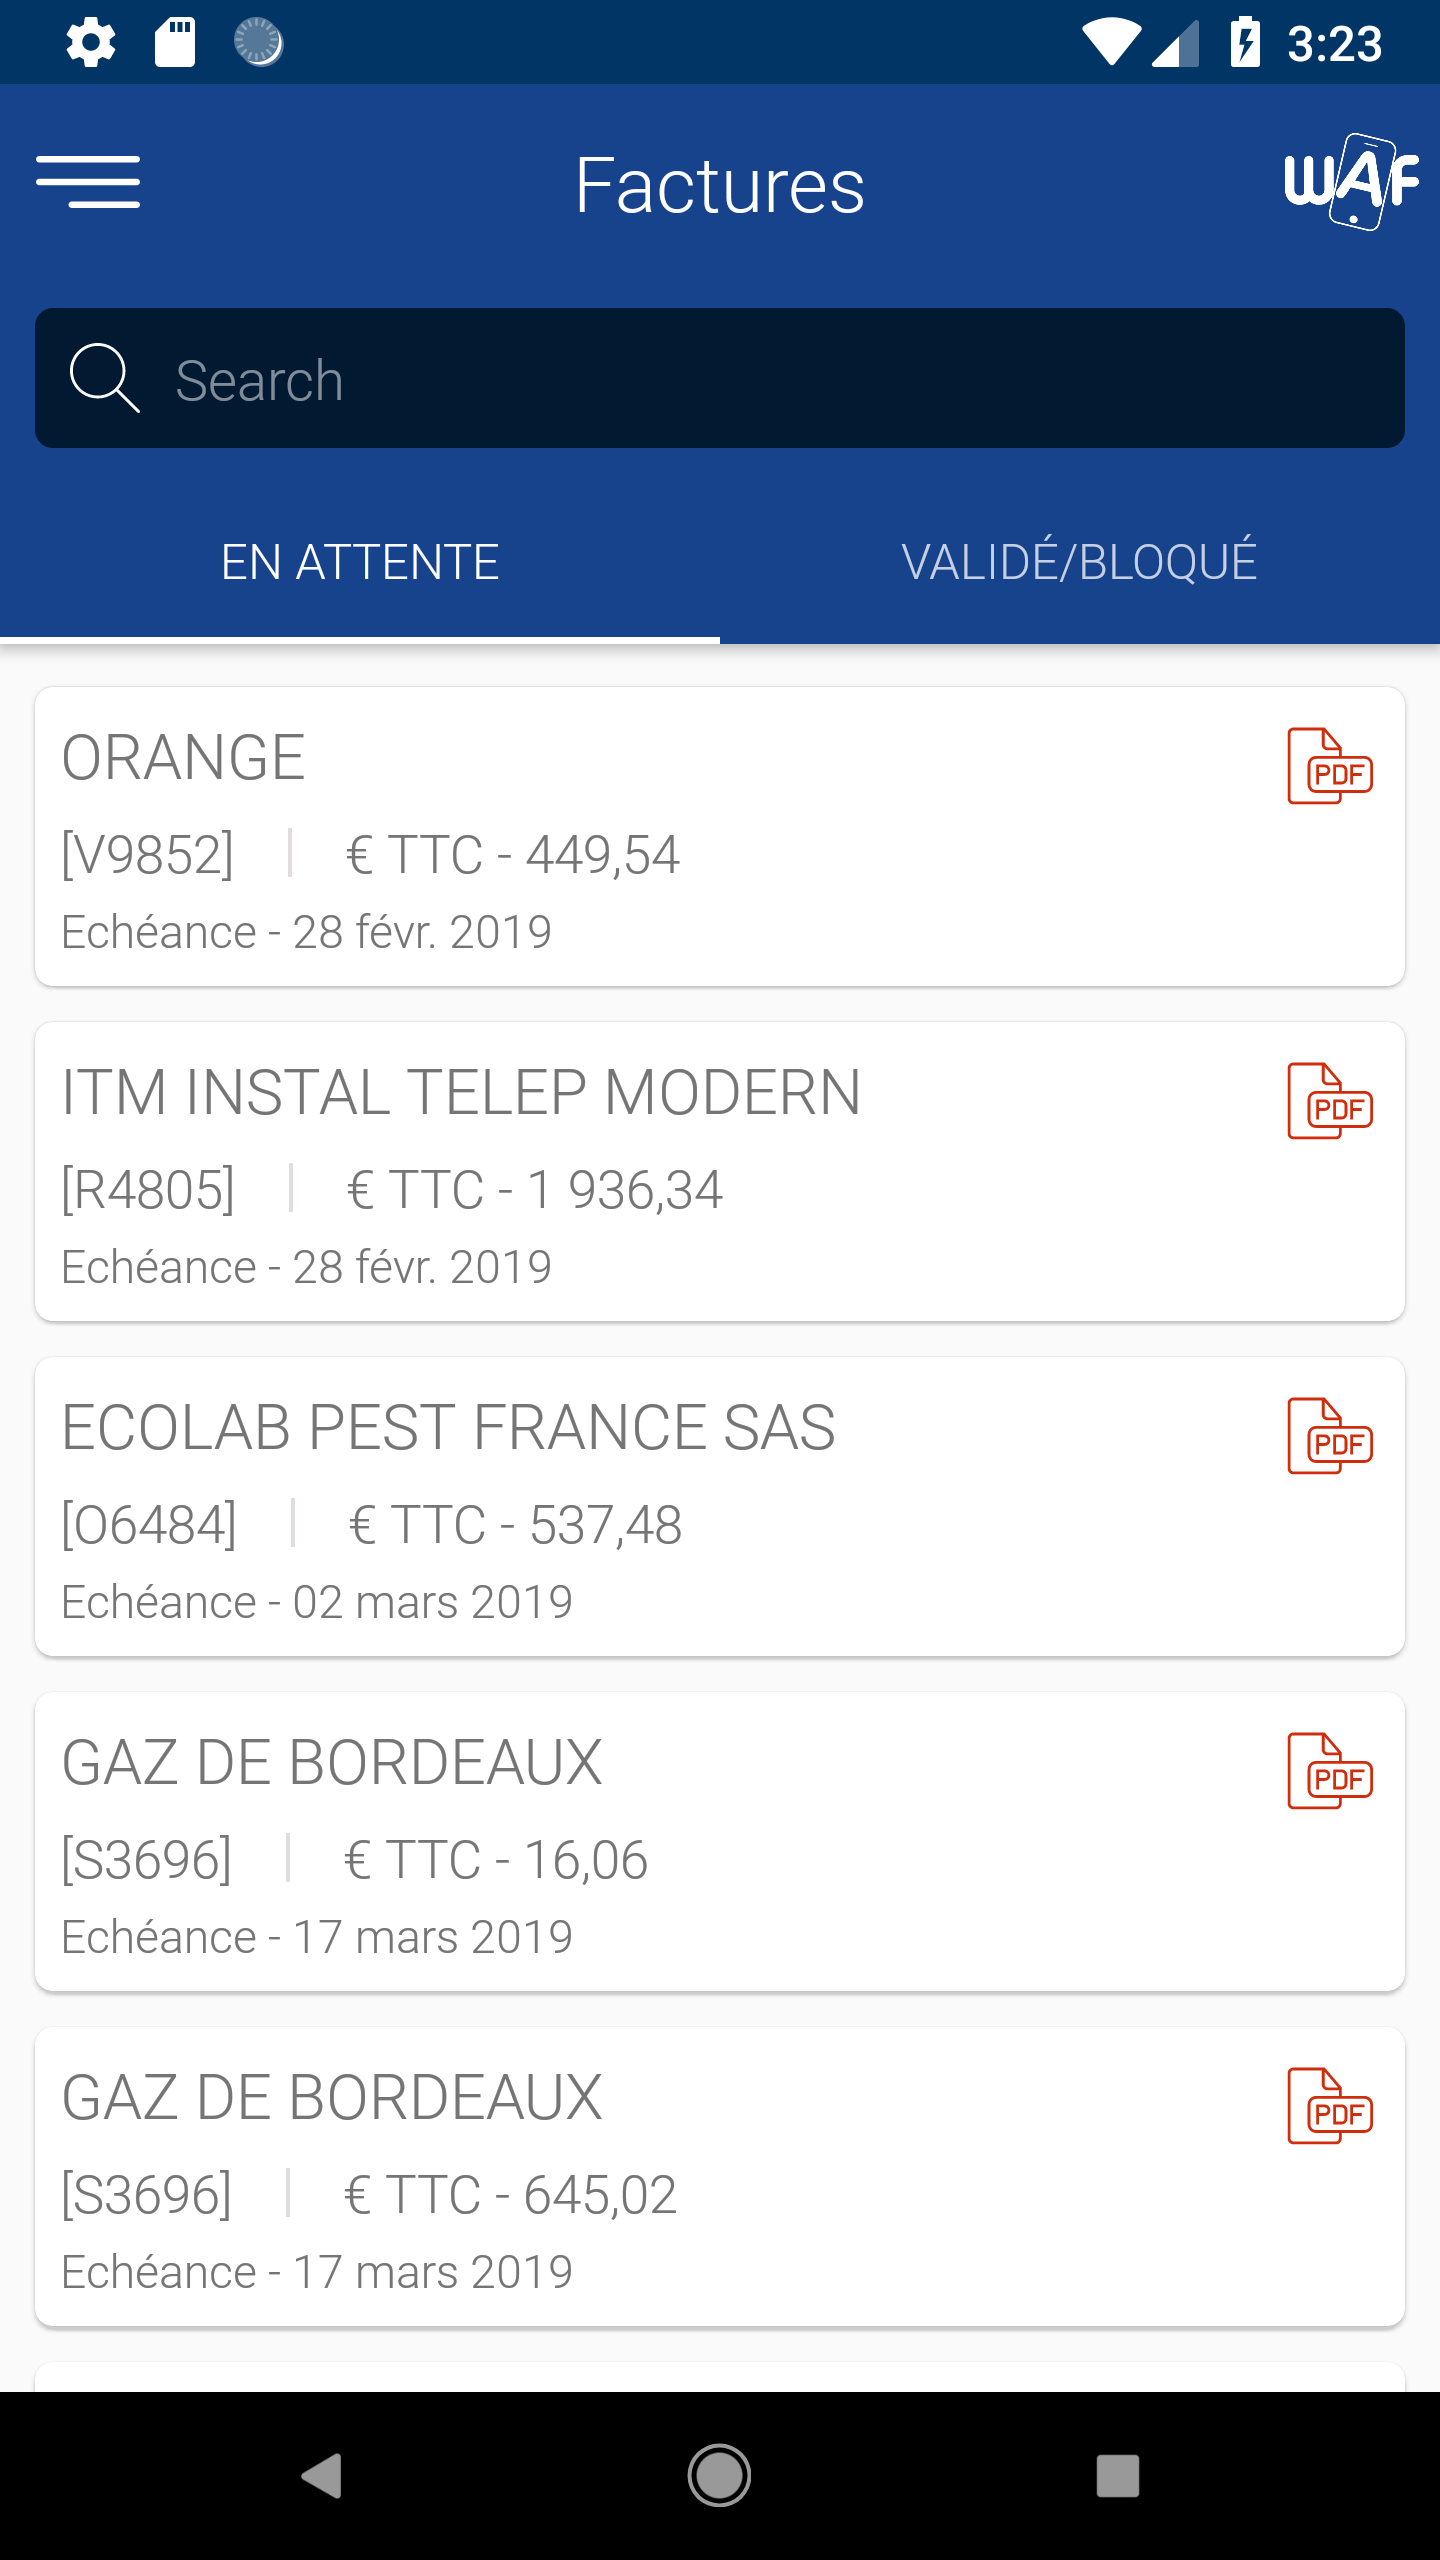 3:23
Factures
WAF
Search
EN ATTENTE
VALIDÉ/BLOQUÉ
ORANGE
PDF
[V9852] € TTC - 449,54
Echéance - 28 févr. 2019
ITM INSTAL TELEP MODERN
PDF
[R4805] € TTC - 1 936,34
Echéance - 28 févr. 2019
ECOLAB PEST FRANCE SAS
PDF
[O6484] € TTC - 537,48
Echéance - 02 mars 2019
GAZ DE BORDEAUX
PDF
[S3696] € TTC - 16,06
Echéance - 17 mars 2019
GAZ DE BORDEAUX
PDF
[S3696] € TTC - 645,02
Echéance - 17 mars 2019